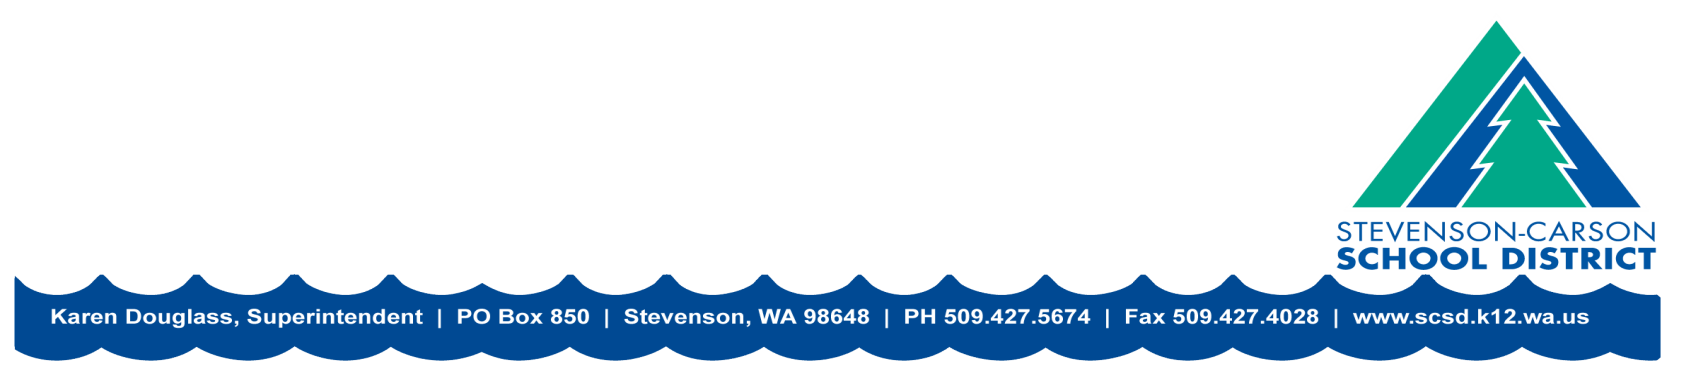 STEVENSON-CARSON
SCHOOL DISTRICT
Karen Douglass, Superintendent | PO Box 850 | Stevenson, WA 98648 | PH 509.427.5674 | Fax 509.427.4028 | www.scsd.k12.wa.us